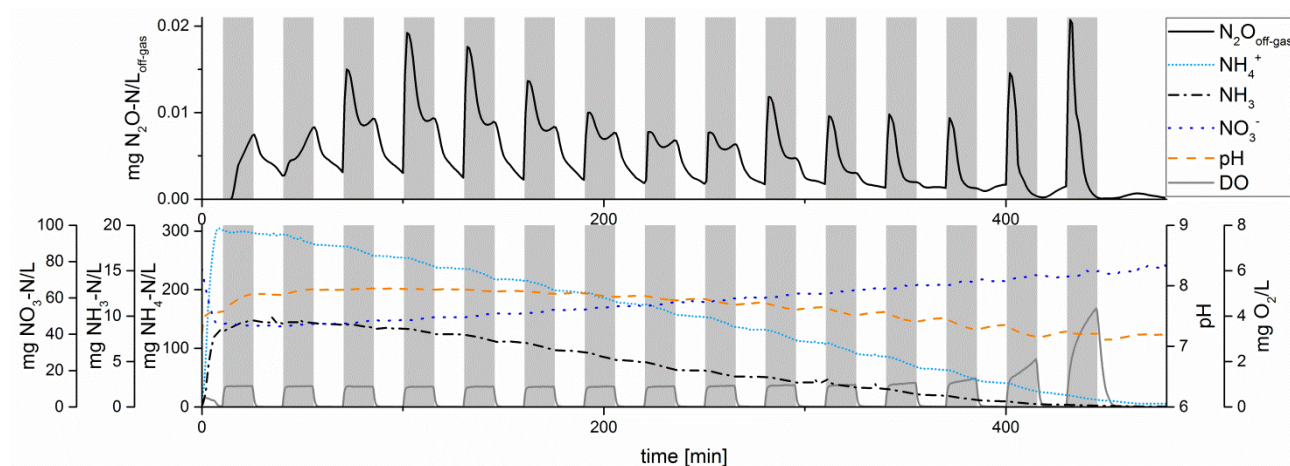 0.02
0.01
0.00
mg N₂O-N/L_off-gas
0 200 400
N₂O_off-gas
NH₄⁺
NH₃
NO₃⁻
pH
DO
100 80 60 40 20 0
mg NO₃-N/L
20 15 10 5 0
mg NH₃-N/L
300 200 100 0
mg NH₄-N/L
9 8 7 6
pH
8 6 4 2 0
mg O₂/L
0 200 400
time [min]